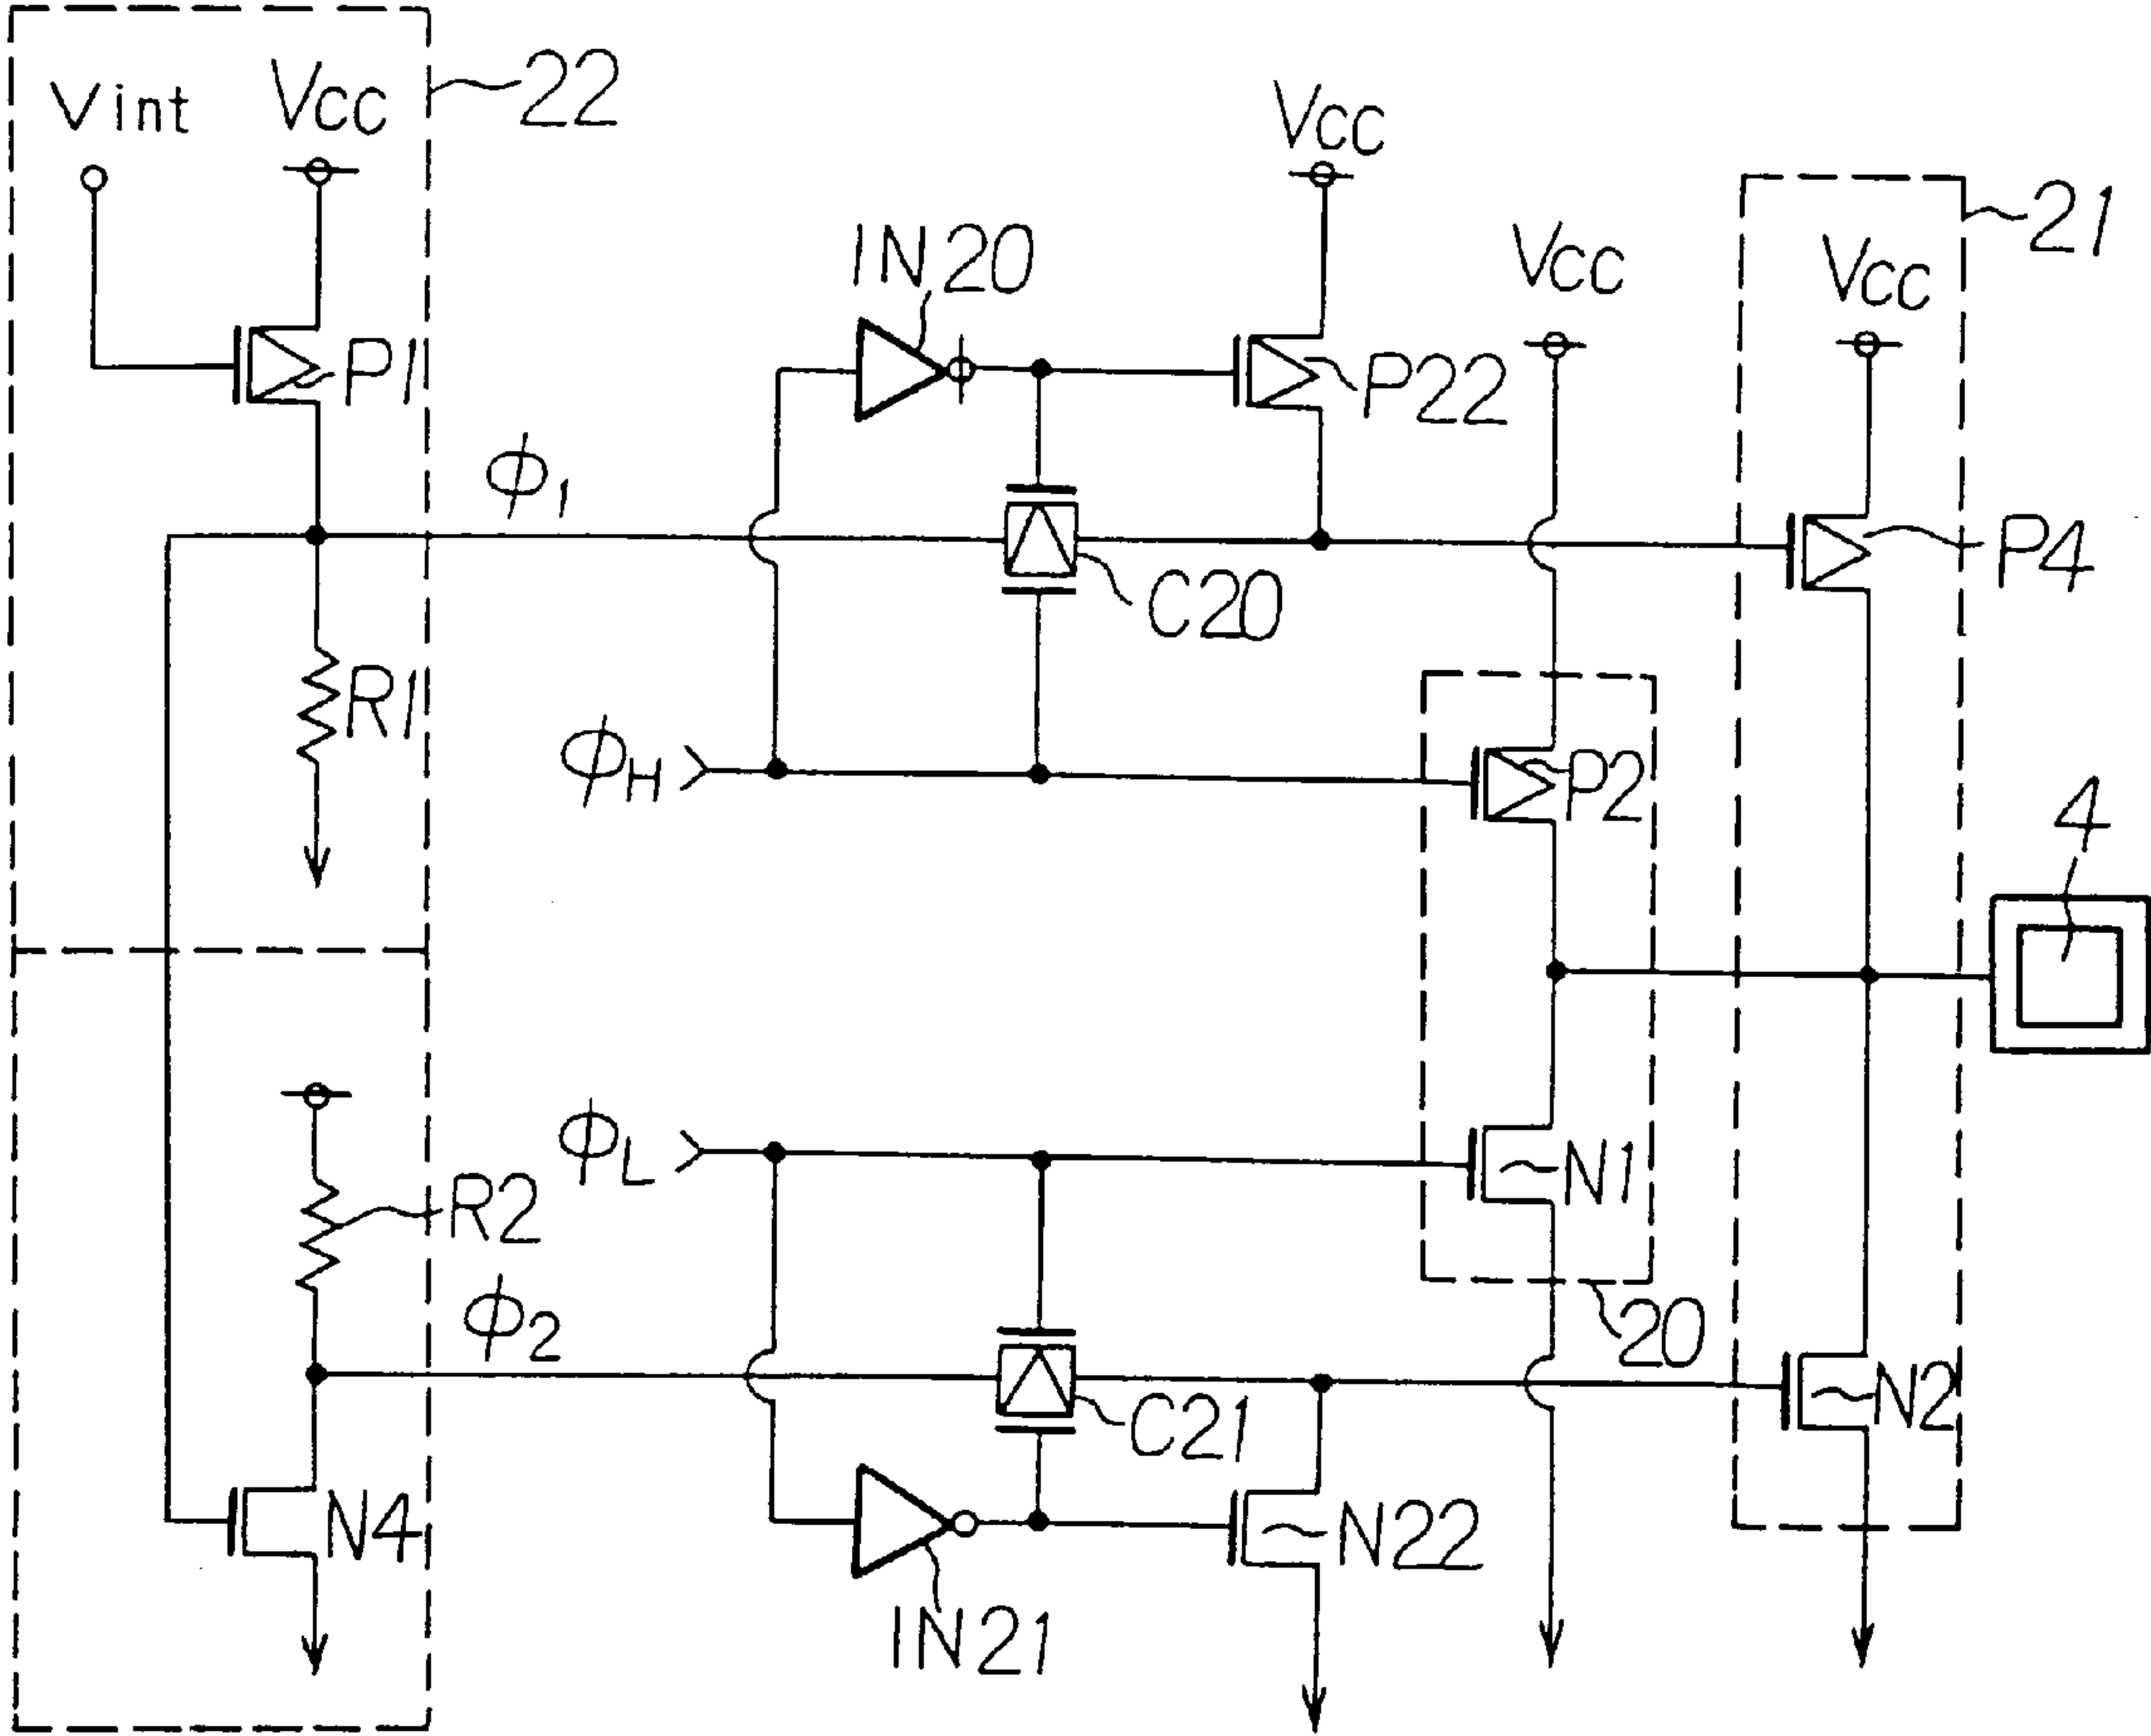 Vint
Vcc
22
Vcc
IN20
Vcc
Vcc
21
P1
P22
ϕ1
P4
C20
R1
ϕH
P2
4
ϕL
N1
R2
ϕ2
20
C21
N2
N4
N22
IN21